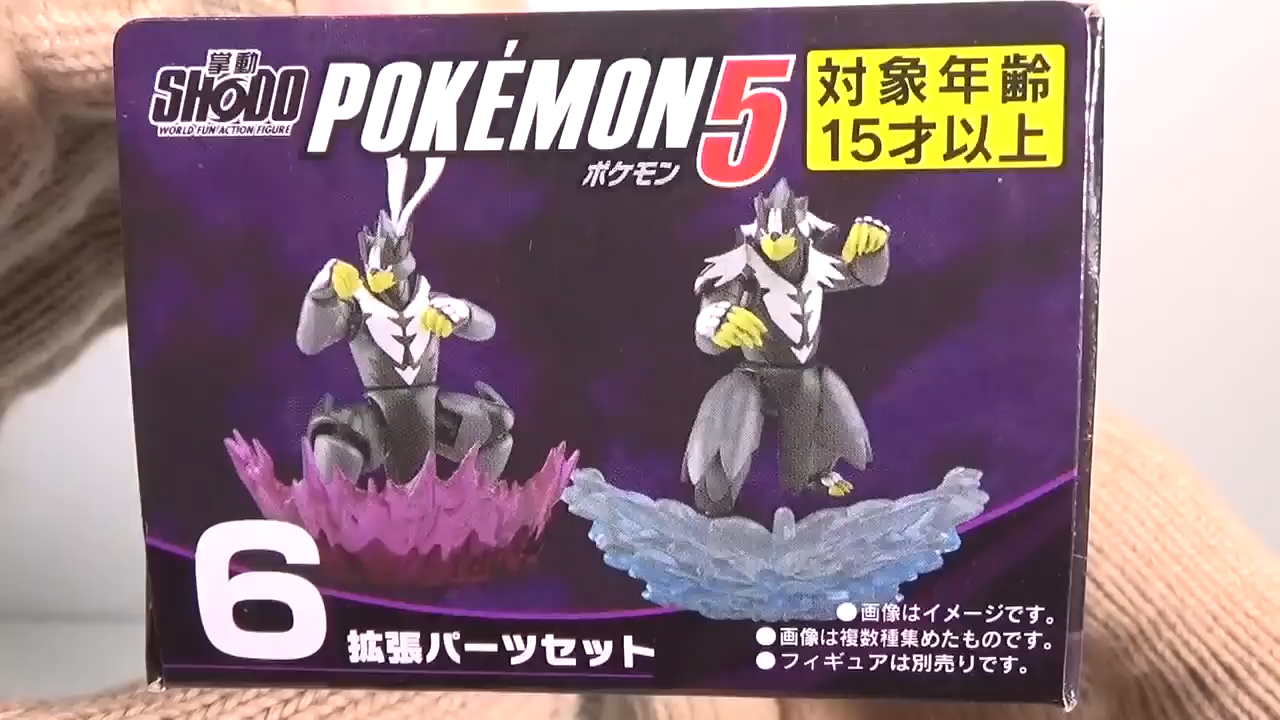 掌動
SHODO
WORLD FUN/ACTION FIGURE
POKÉMON5
ポケモン
対象年齢
15才以上
6
拡張パーツセット
●画像はイメージです。
●画像は複数種集めたものです。
●フィギュアは別売りです。